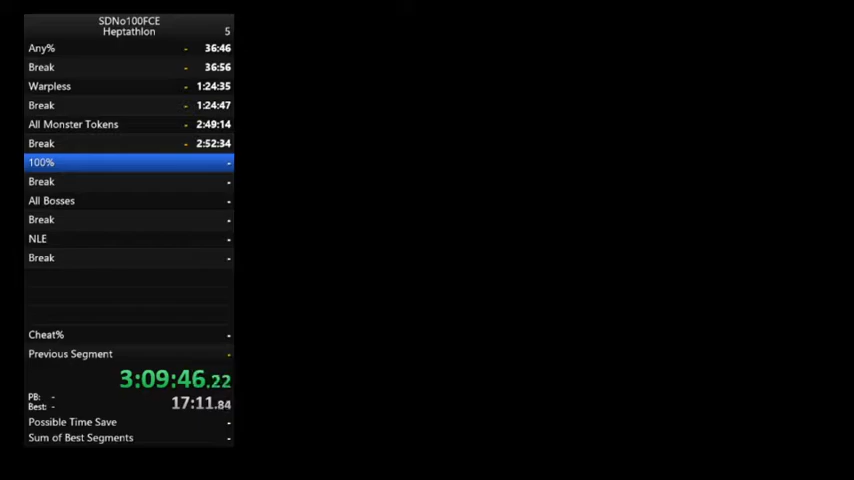 SDNo100FCE
Heptathlon 5
Any% - 36:46
Break - 36:56
Warpless - 1:24:35
Break - 1:24:47
All Monster Tokens - 2:49:14
Break - 2:52:34
100% -
Break -
All Bosses -
Break -
NLE -
Break -
Cheat% -
Previous Segment -
3:09:46.22
PB: -
Best: - 17:11.84
Possible Time Save -
Sum of Best Segments -